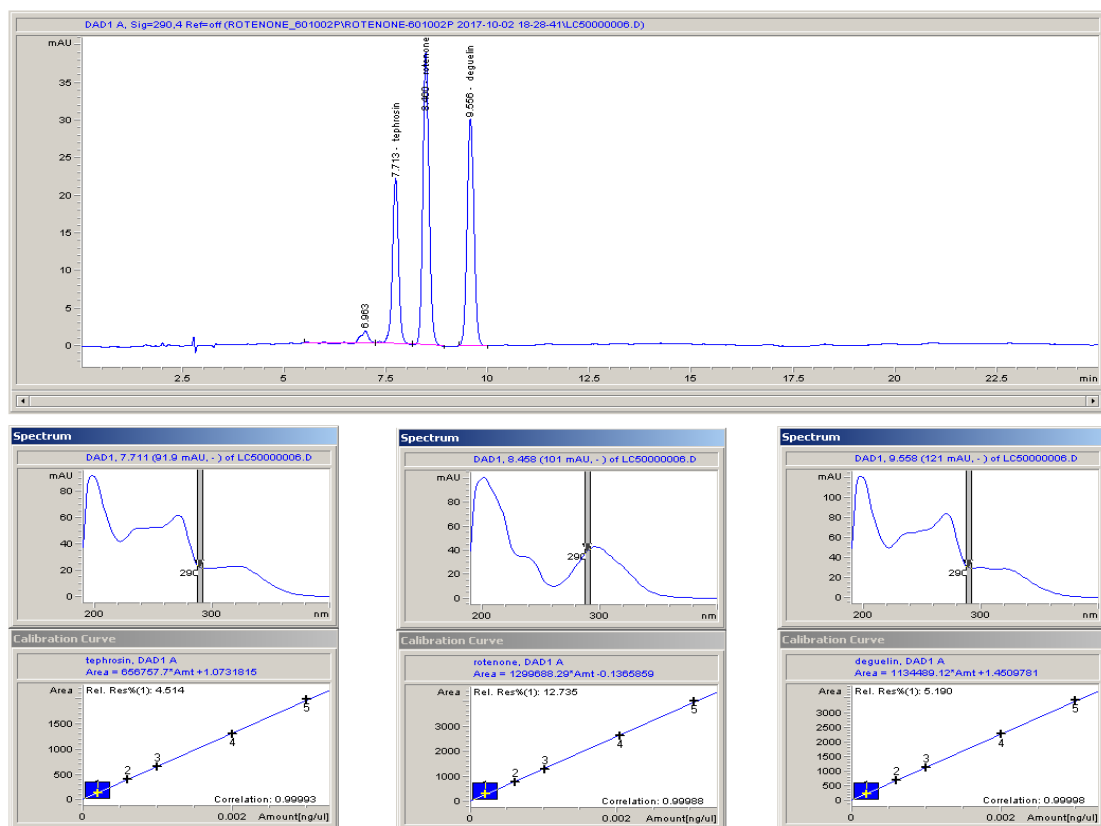 DAD1 A, Sig=290,4 Ref=off (ROTENONE_601002P\ROTENONE-601002P 2017-10-02 18-28-41\LC50000006.D)
mAU
35
30
25
20
15
10
5
0
6.963
7.713 - tephrosin
8.400 - rotenone
9.556 - deguelin
2.5 5 7.5 10 12.5 15 17.5 20 22.5 min
Spectrum
DAD1, 7.711 (91.9 mAU, - ) of LC50000006.D
mAU
80
60
40
20
0
290
200 300 nm
Calibration Curve
tephrosin, DAD1 A
Area = 656757.7*Amt +1.0731815
Area
Rel. Res%(1): 4.514
1500
1000
500
0
2
3
4
5
Correlation: 0.99993
0 0.002 Amount[ng/ul]
Spectrum
DAD1, 8.458 (101 mAU, - ) of LC50000006.D
mAU
80
60
40
20
0
290
200 300 nm
Calibration Curve
rotenone, DAD1 A
Area = 1299688.29*Amt -0.1365859
Area
Rel. Res%(1): 12.735
3000
2000
1000
0
2
3
4
5
Correlation: 0.99988
0 0.002 Amount[ng/ul]
Spectrum
DAD1, 9.558 (121 mAU, - ) of LC50000006.D
mAU
100
80
60
40
20
0
290
200 300 nm
Calibration Curve
deguelin, DAD1 A
Area = 1134489.12*Amt +1.4509781
Area
Rel. Res%(1): 5.190
3000
2500
2000
1500
1000
500
0
2
3
4
5
Correlation: 0.99998
0 0.002 Amount[ng/ul]